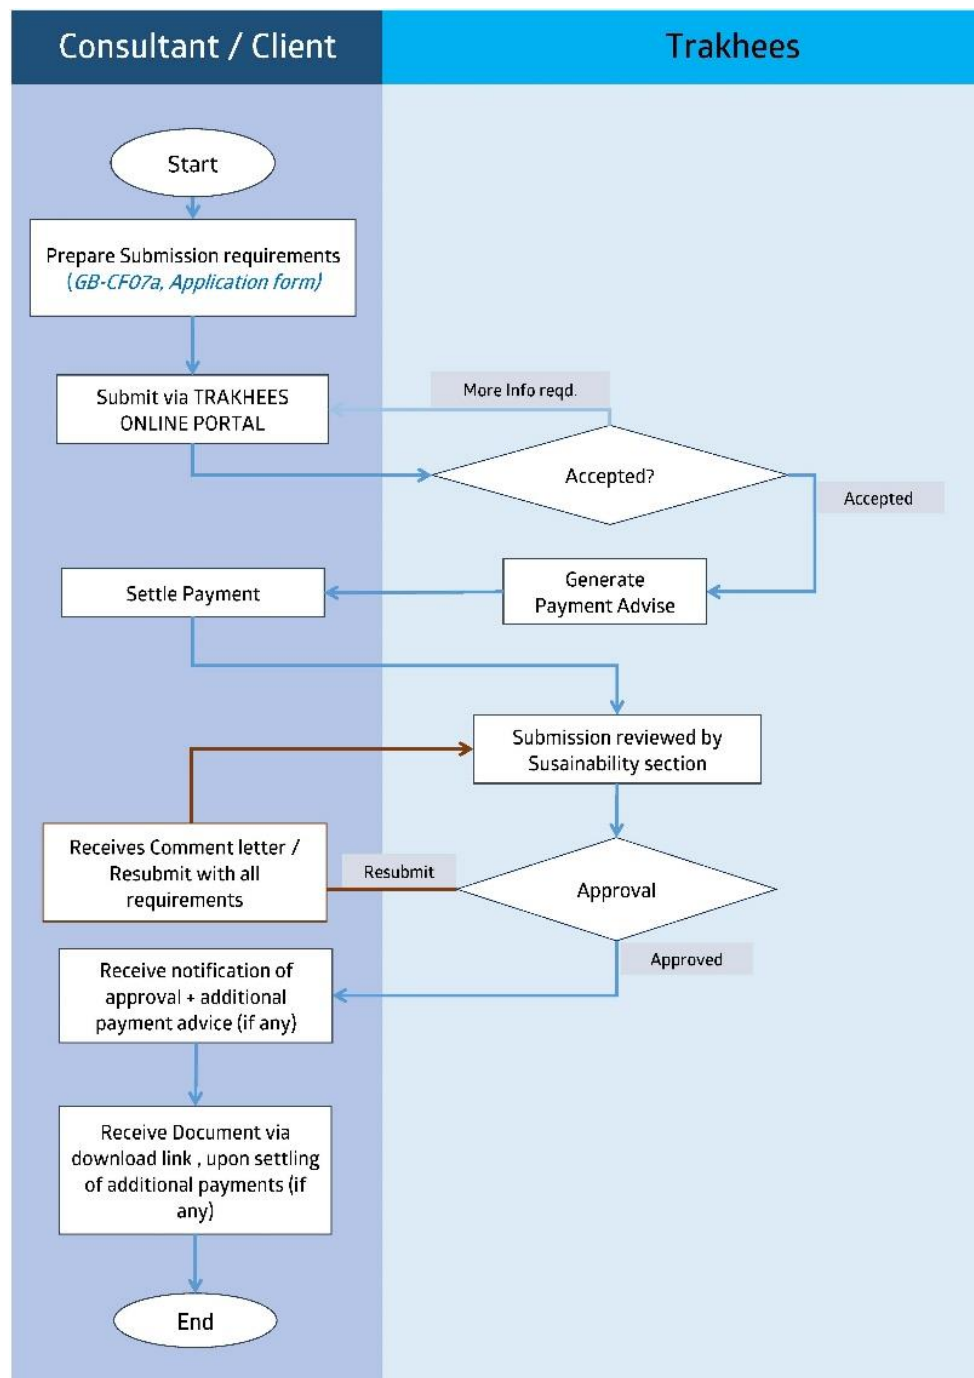 Consultant / Client
Trakhees
Start
Prepare Submission requirements
(GB-CF07a, Application form)
Submit via TRAKHEES
ONLINE PORTAL
More Info reqd.
Accepted?
Accepted
Generate
Payment Advise
Settle Payment
Submission reviewed by
Susainability section
Receives Comment letter /
Resubmit with all
requirements
Resubmit
Approval
Approved
Receive notification of
approval + additional
payment advice (if any)
Receive Document via
download link , upon settling
of additional payments (if
any)
End